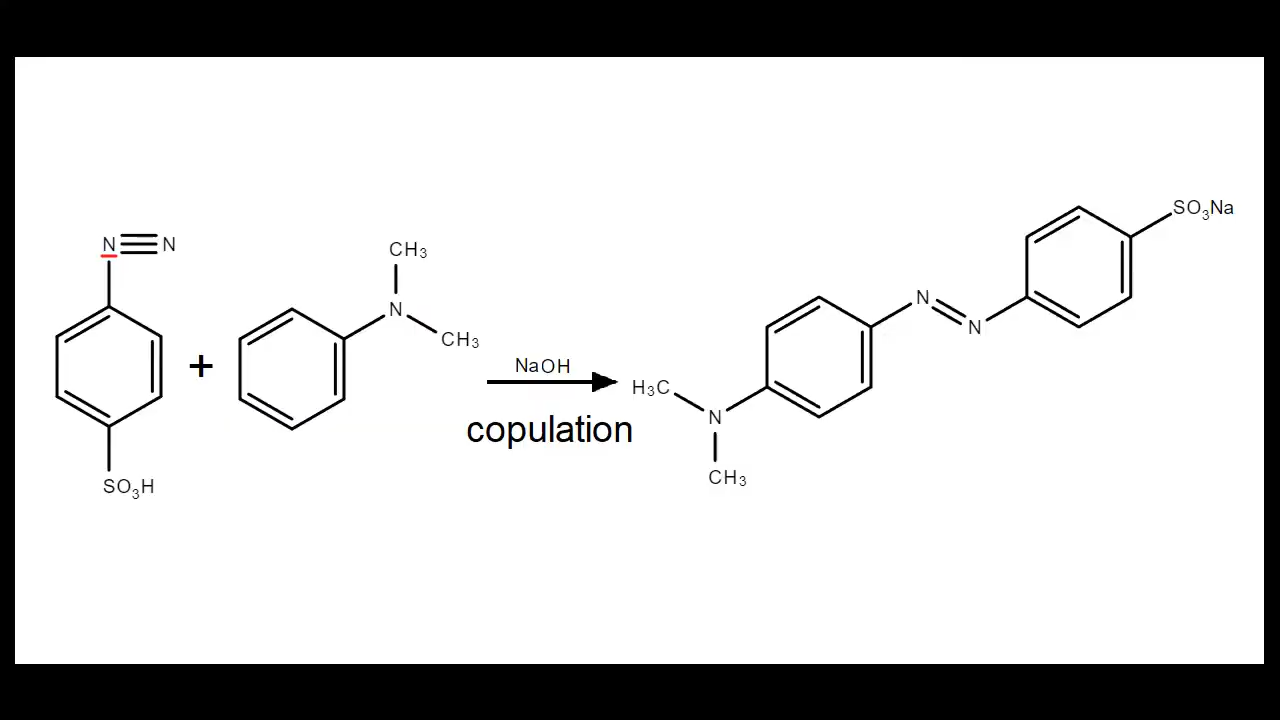 N N
SO3H
+
CH3
N
CH3
NaOH
copulation
H3C
N
CH3
N
N
SO3Na